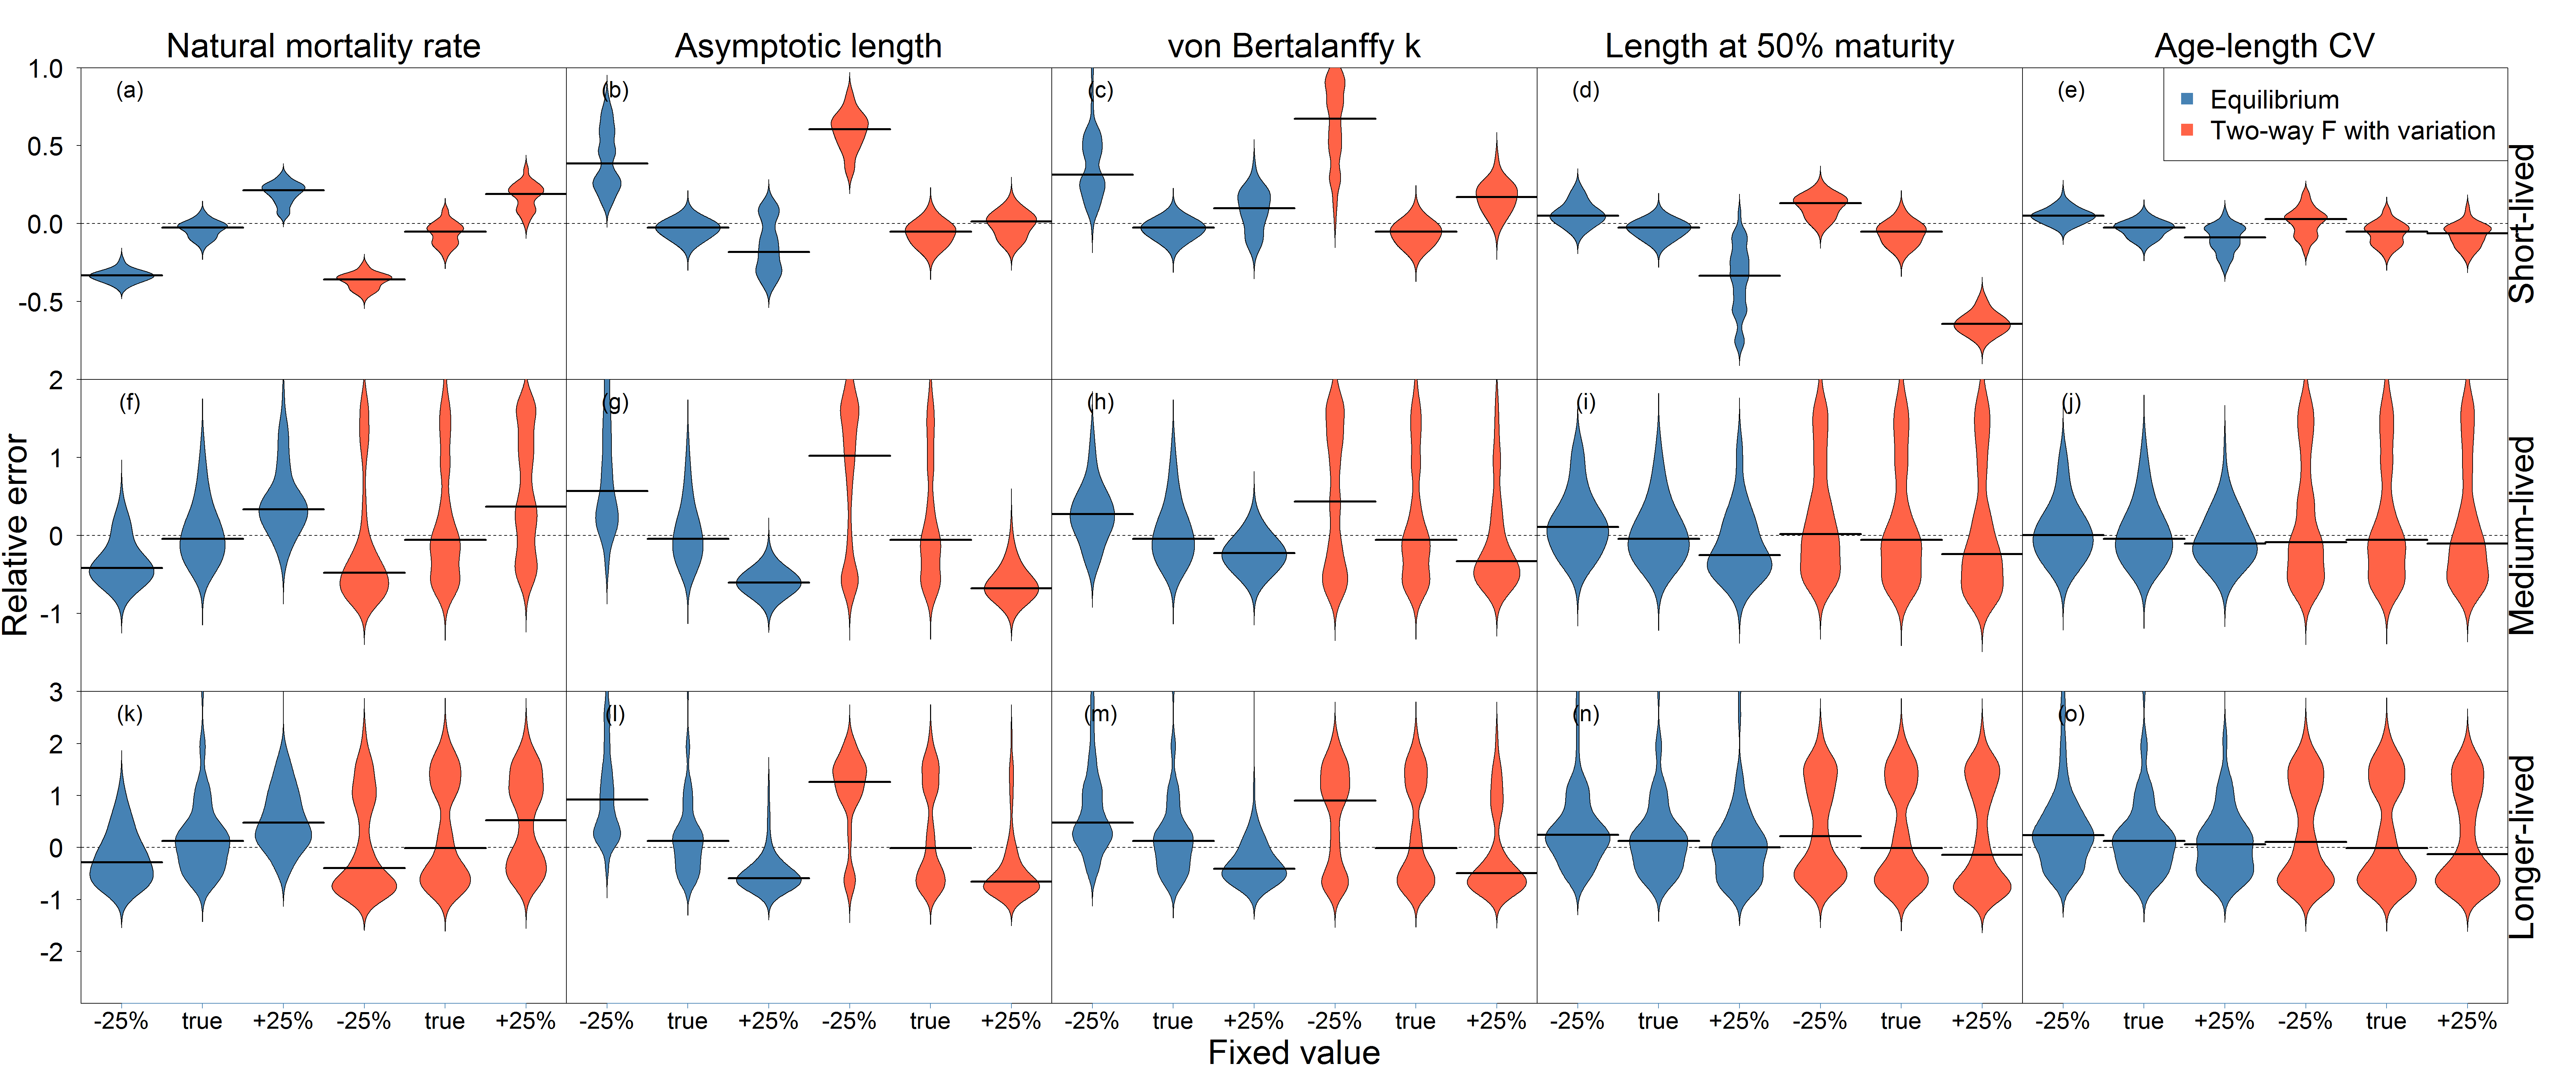 Natural mortality rate Asymptotic length von Bertalanffy k Length at 50% maturity Age-length CV
1.0 (a) (b) (c) (d) (e)
Equilibrium
0.5 Two-way F with variation
0.0
-0.5
Short-lived
2 (f) (g) (h) (i) (j)
1
0
-1
Medium-lived
Relative error
3 (k) (l) (m) (n) (o)
2
1
0
-1
-2
Longer-lived
-25% true +25% -25% true +25% -25% true +25% -25% true +25% -25% true +25% -25% true +25% -25% true +25% -25% true +25% -25% true +25% -25% true +25%
Fixed value